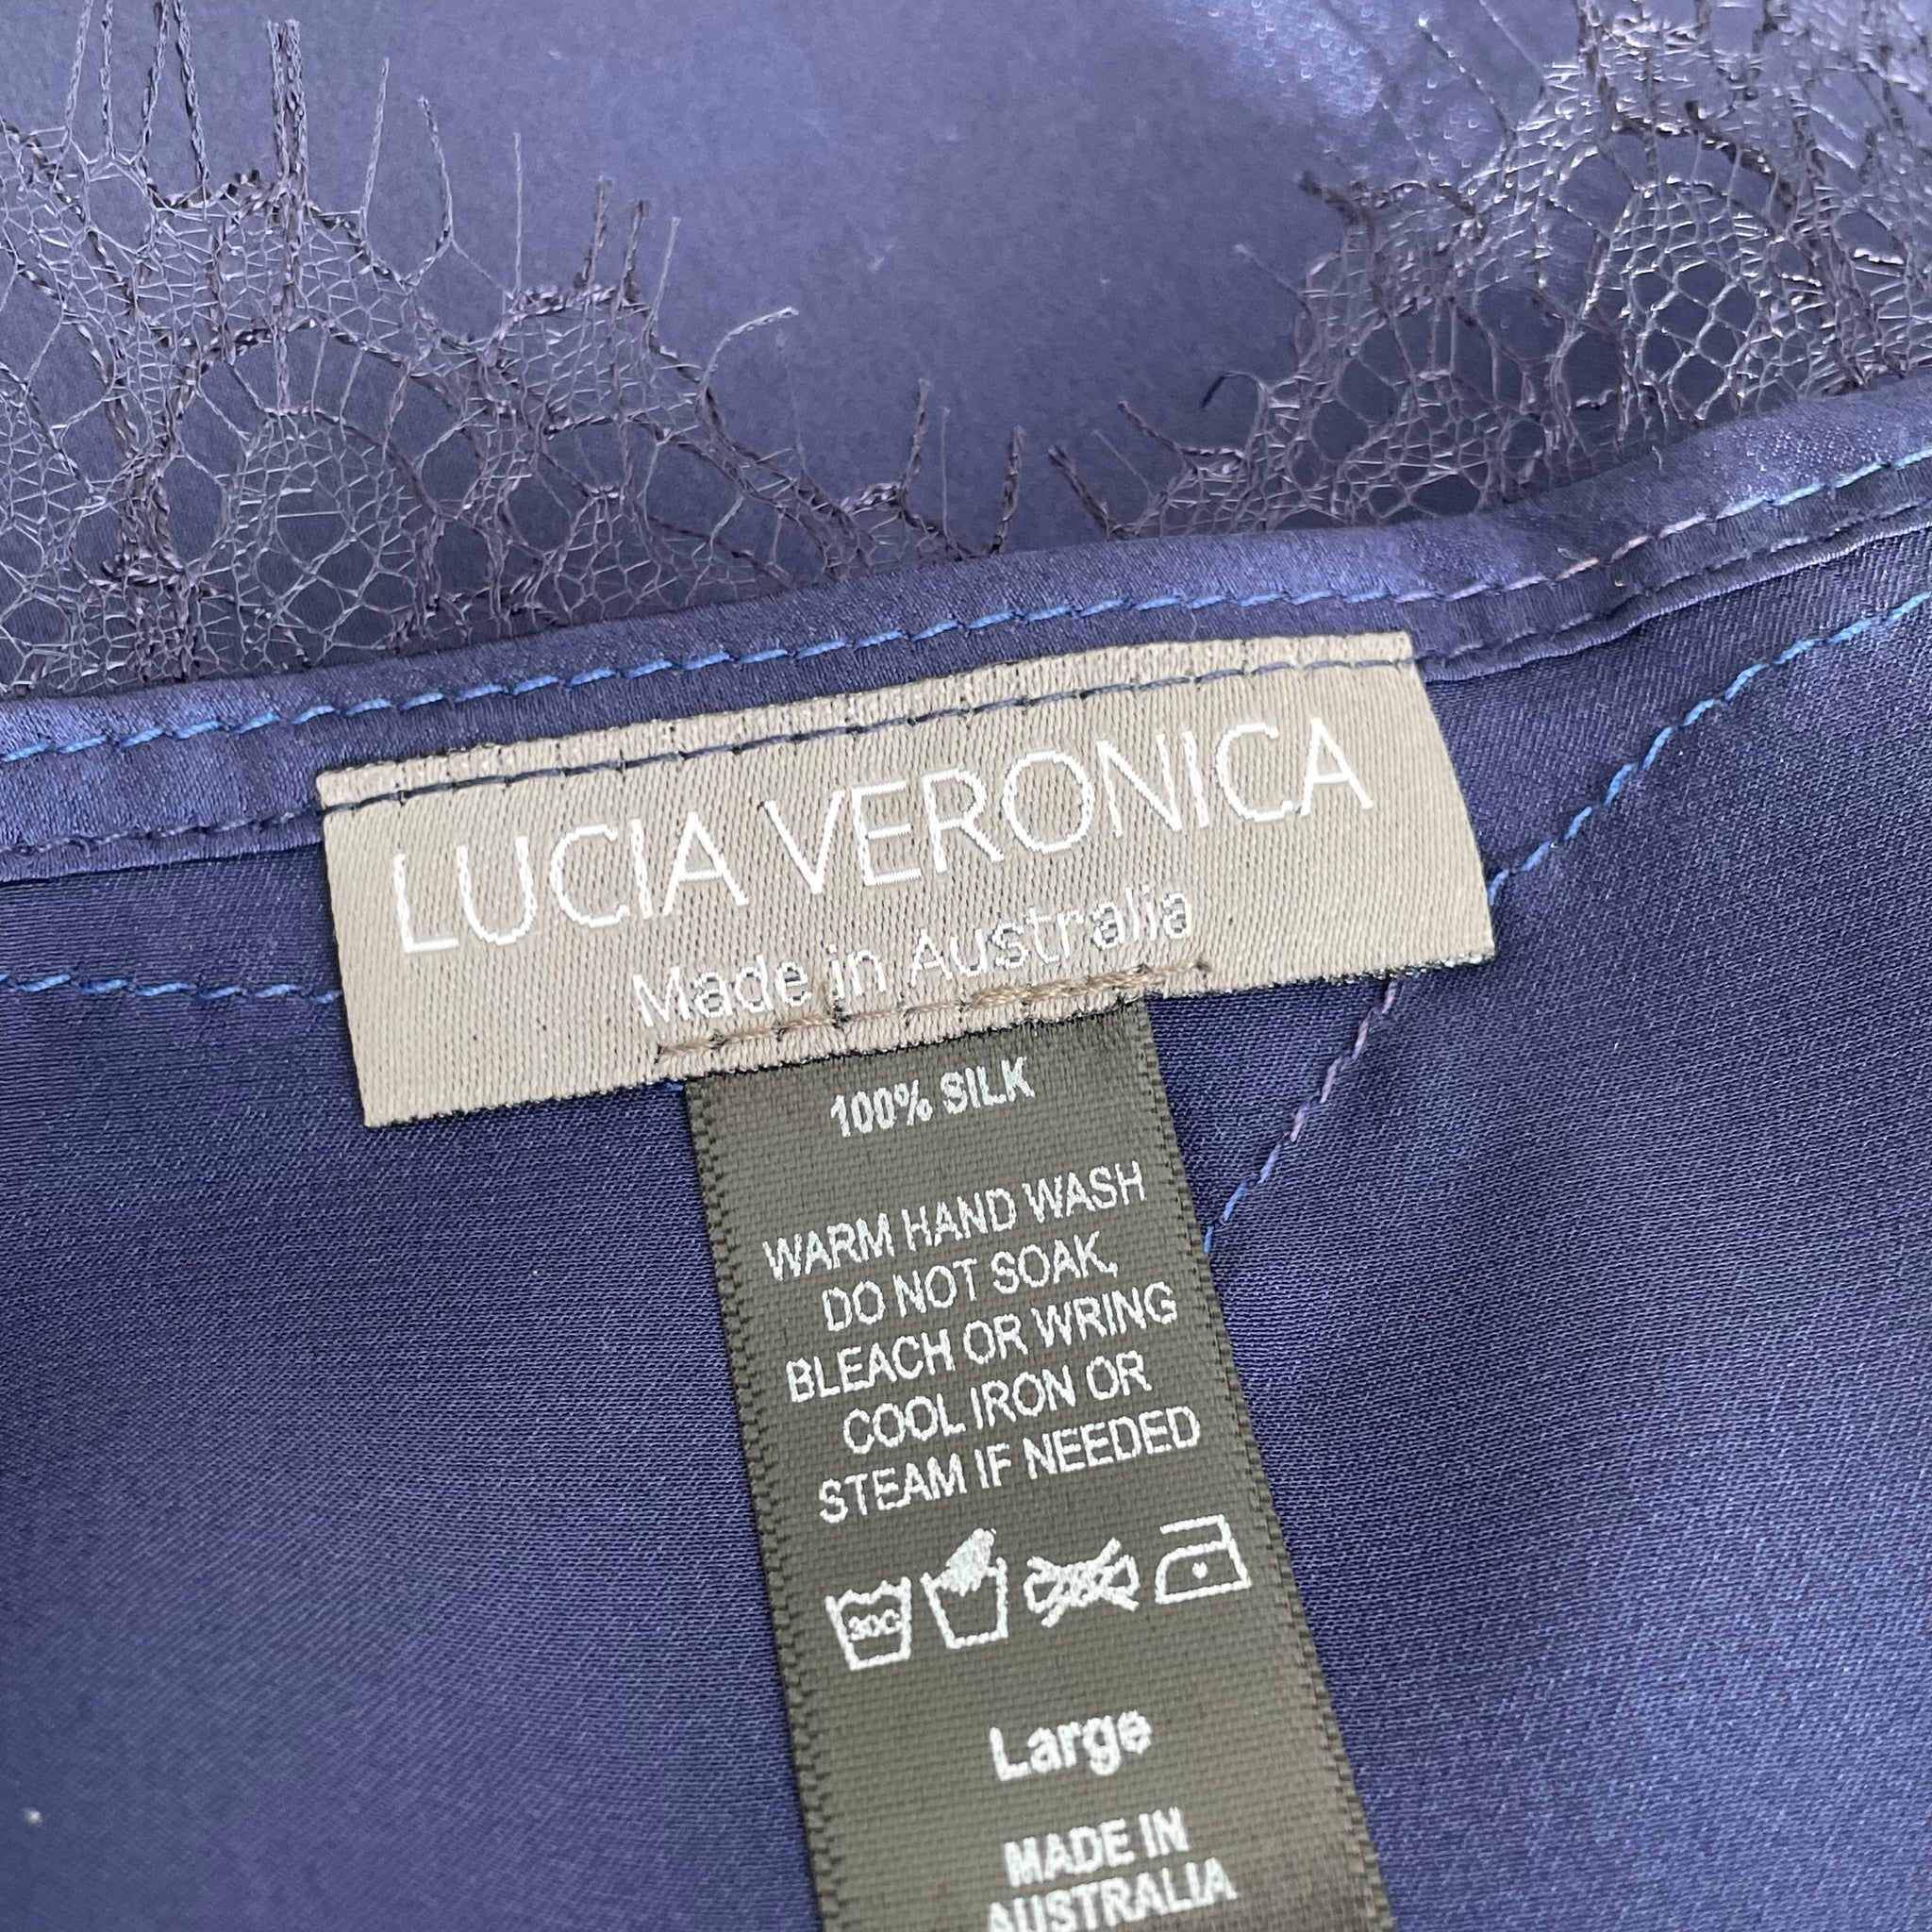 LUCIA VERONICA
Made in Australia
100% SILK
WARM HAND WASH
DO NOT SOAK,
BLEACH OR WRING
COOL IRON OR
STEAM IF NEEDED
30C
Large
MADE IN
AUSTRALIA